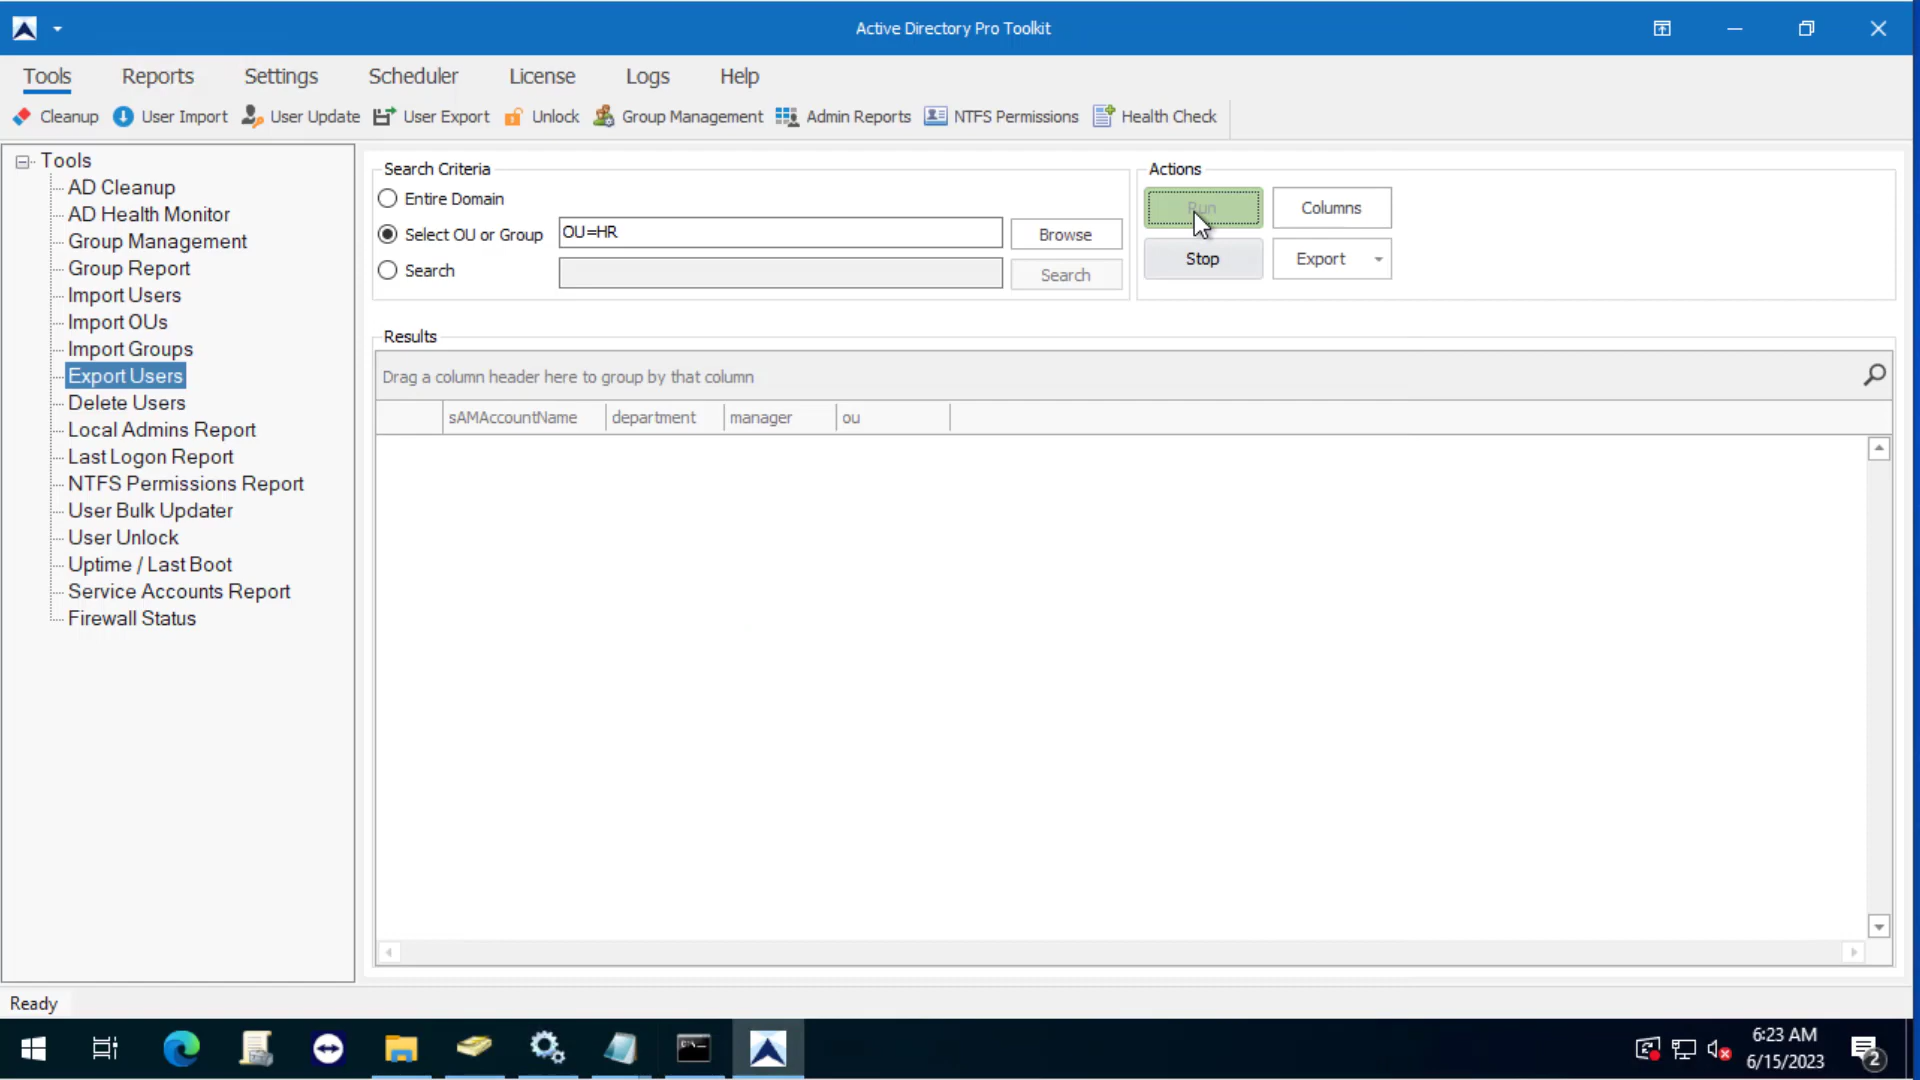 Active Directory Pro Toolkit
Tools Reports Settings Scheduler License Logs Help
Cleanup User Import User Update User Export Unlock Group Management Admin Reports NTFS Permissions Health Check
Tools
AD Cleanup
AD Health Monitor
Group Management
Group Report
Import Users
Import OUs
Import Groups
Export Users
Delete Users
Local Admins Report
Last Logon Report
NTFS Permissions Report
User Bulk Updater
User Unlock
Uptime / Last Boot
Service Accounts Report
Firewall Status
Search Criteria
Entire Domain
Select OU or Group OU=HR Browse
Search Search
Actions
Run Columns
Stop Export
Results
Drag a column header here to group by that column
sAMAccountName department manager ou
Ready
6:23 AM
6/15/2023
2